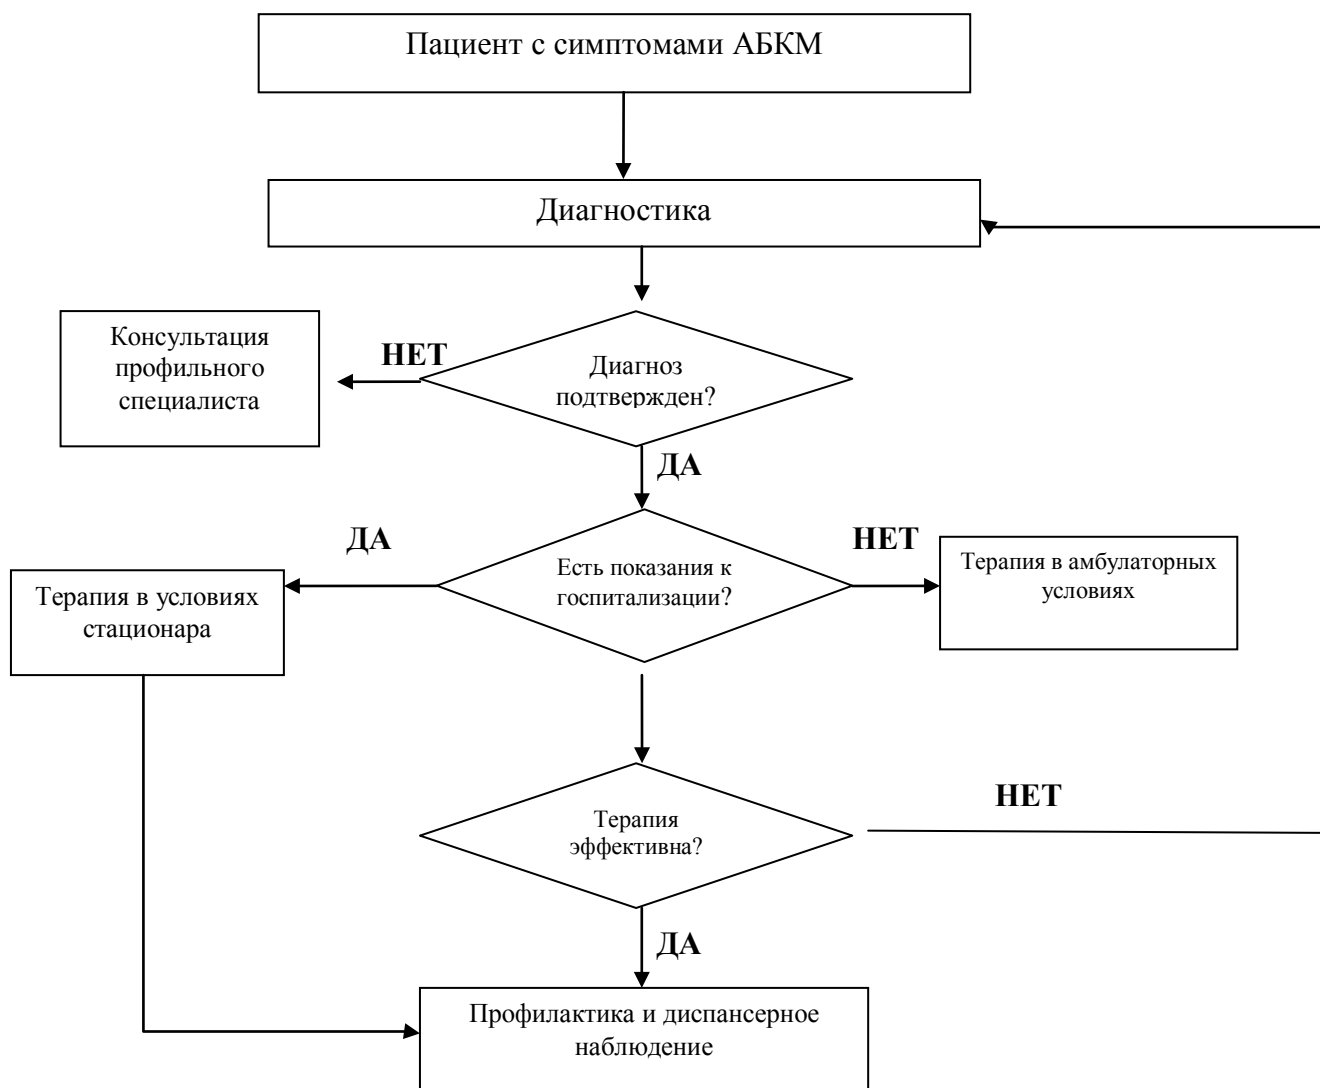 Пациент с симптомами АБКМ
Диагностика
Консультация
профильного
специалиста
НЕТ
Диагноз
подтвержден?
ДА
ДА
НЕТ
Есть показания к
госпитализации?
Терапия в амбулаторных
условиях
Терапия в условиях
стационара
НЕТ
Терапия
эффективна?
ДА
Профилактика и диспансерное
наблюдение